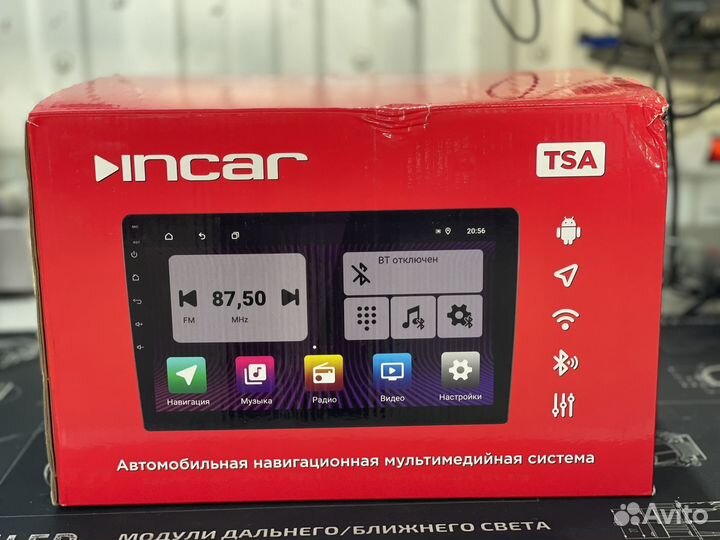 INCAR
TSA
20:56
BT отключен
87,50
FM MHz
Навигация Музыка Радио Видео Настройки
Автомобильная навигационная мультимедийная система
МОДУЛИ ДАЛЬНЕГО/БЛИЖНЕГО СВЕТА
Avito